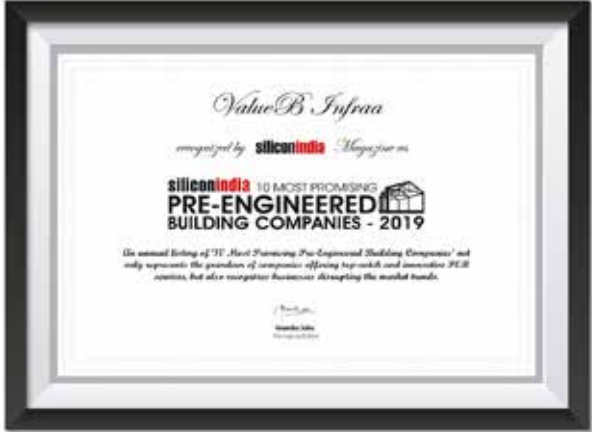 ValueB Infraa
recognized by siliconindia Magazine as
siliconindia 10 MOST PROMISING
PRE-ENGINEERED
BUILDING COMPANIES - 2019
An annual listing of '10 Most Promising Pre-Engineered Building Companies' not
only represents the grandeur of companies offering top-notch and innovative PEB
services, but also recognizes businesses disrupting the market trends.